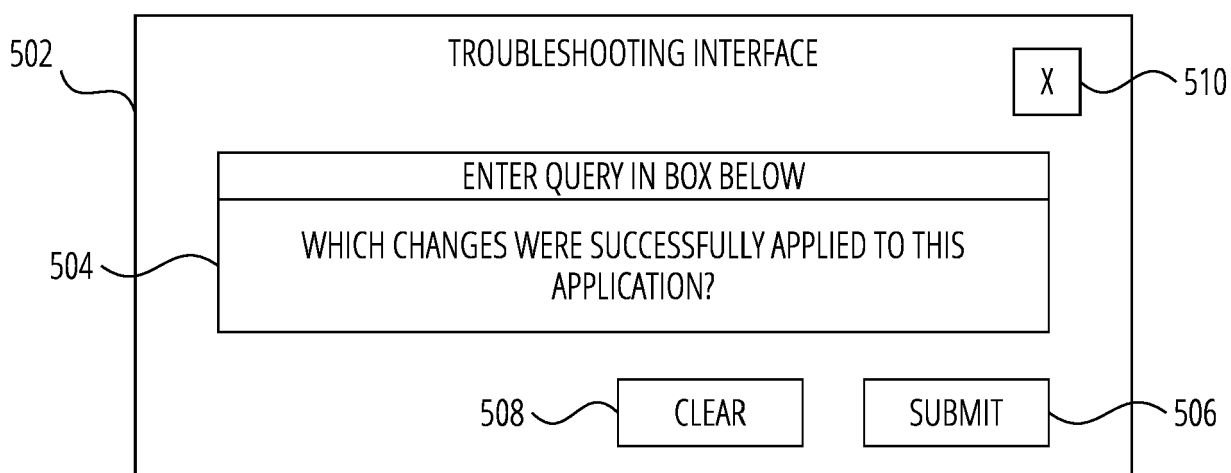 TROUBLESHOOTING INTERFACE
502
X
510
ENTER QUERY IN BOX BELOW
WHICH CHANGES WERE SUCCESSFULLY APPLIED TO THIS
APPLICATION?
504
508
CLEAR
SUBMIT
506